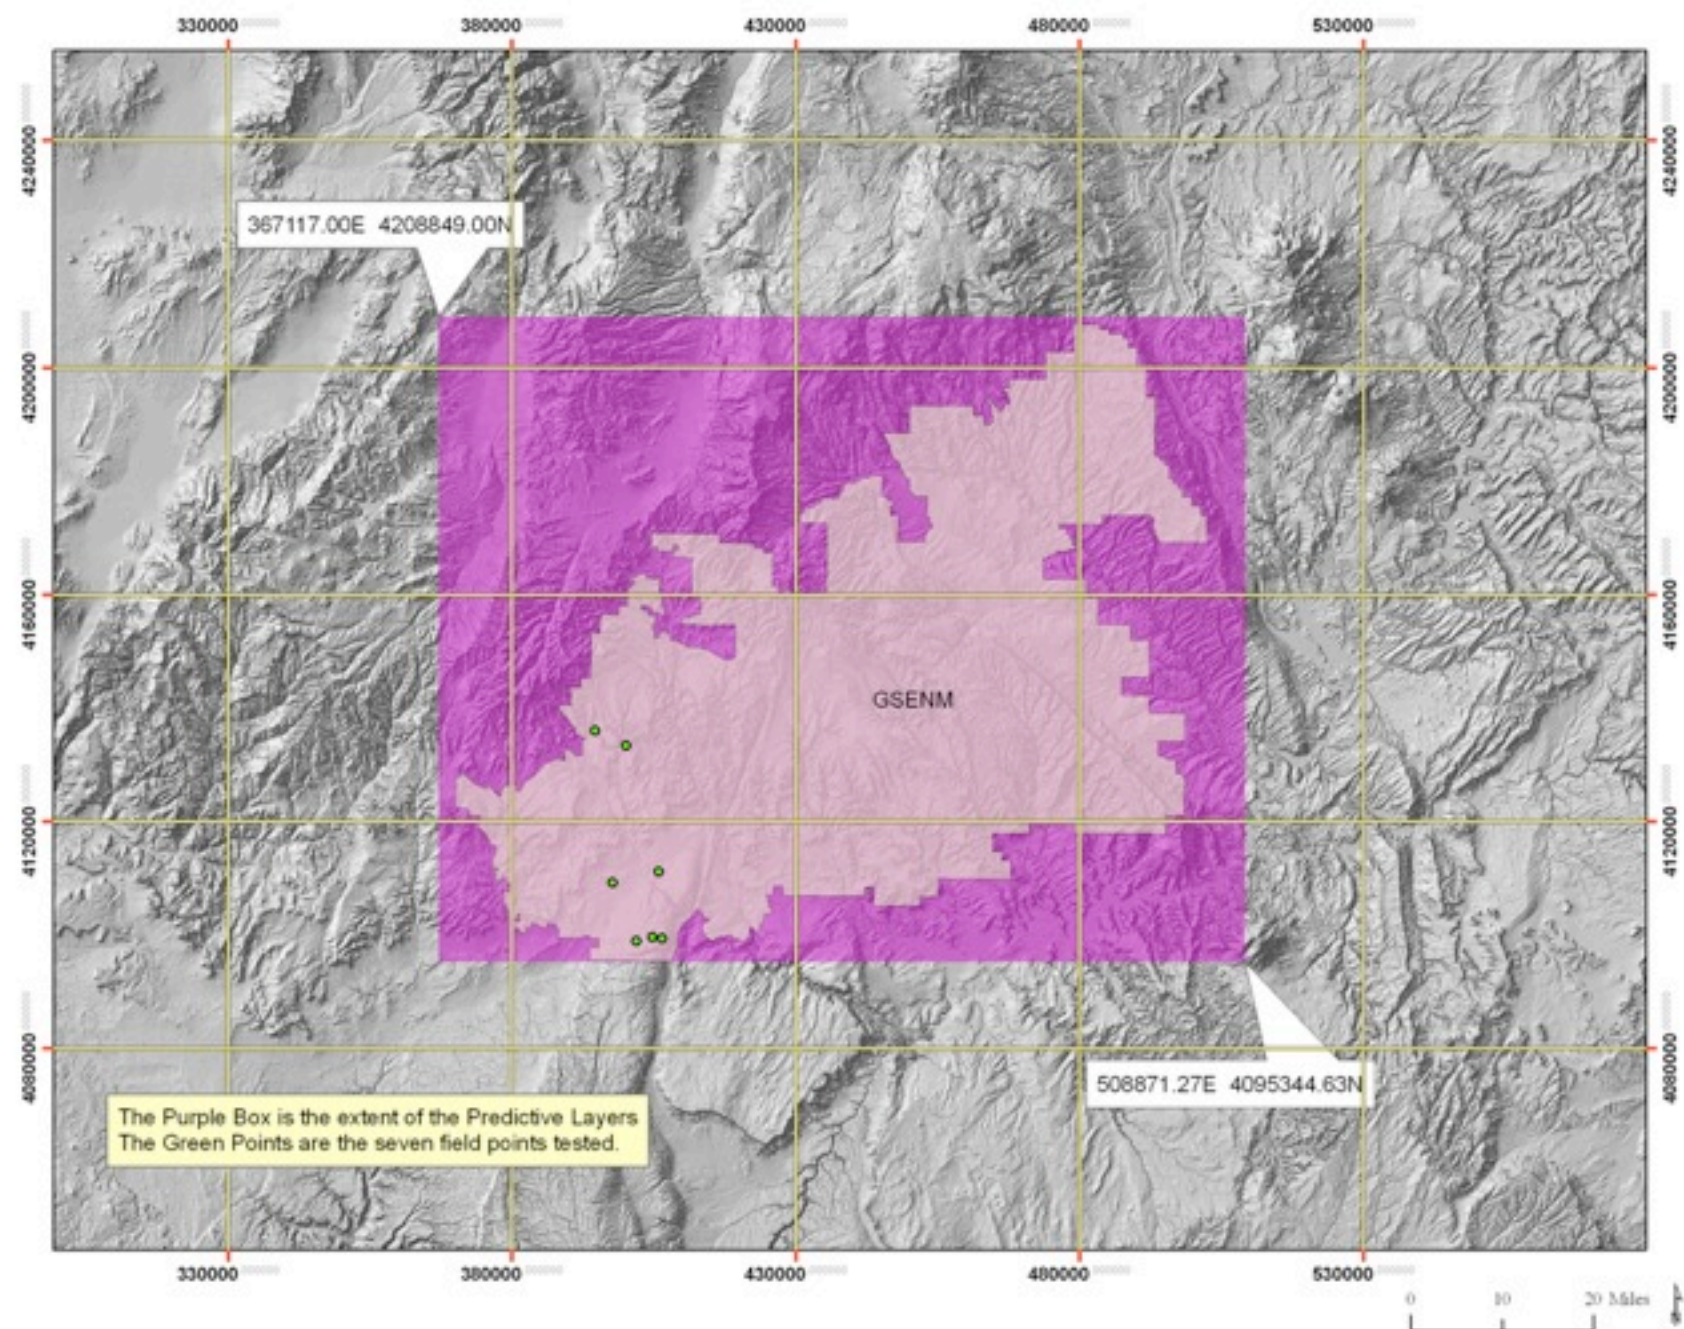 330000 380000 430000 480000 530000
4240000 4240000
367117.00E 4208849.00N
4200000 4200000
4160000 4160000
GSENM
4120000 4120000
4080000 4080000
508871.27E 4095344.63N
The Purple Box is the extent of the Predictive Layers
The Green Points are the seven field points tested.
330000 380000 430000 480000 530000
0 10 20 Miles